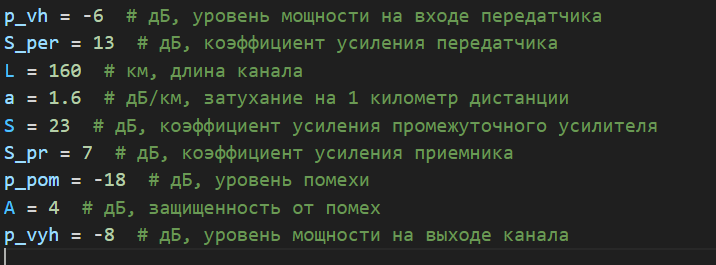 p_vh = -6  # дБ, уровень мощности на входе передатчика
S_per = 13  # дБ, коэффициент усиления передатчика
L = 160  # км, длина канала
a = 1.6  # дБ/км, затухание на 1 километр дистанции
S = 23  # дБ, коэффициент усиления промежуточного усилителя
S_pr = 7  # дБ, коэффициент усиления приемника
p_pom = -18  # дБ, уровень помехи
A = 4  # дБ, защищенность от помех
p_vyh = -8  # дБ, уровень мощности на выходе канала